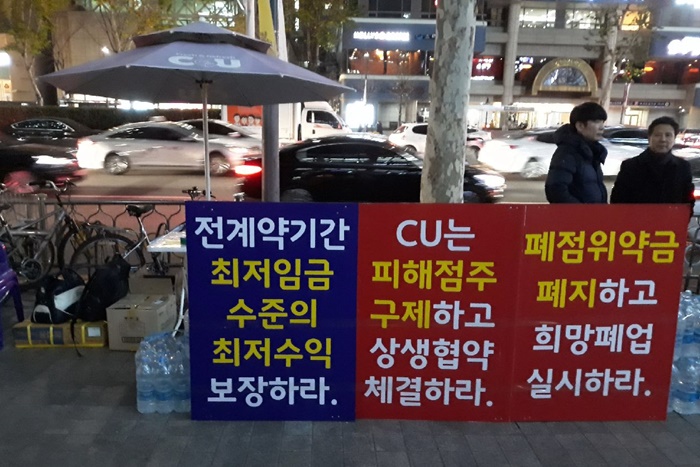 CU
전계약기간
최저임금
수준의
최저수익
보장하라.
CU는
피해점주
구제하고
상생협약
체결하라.
폐점위약금
폐지하고
희망폐업
실시하라.